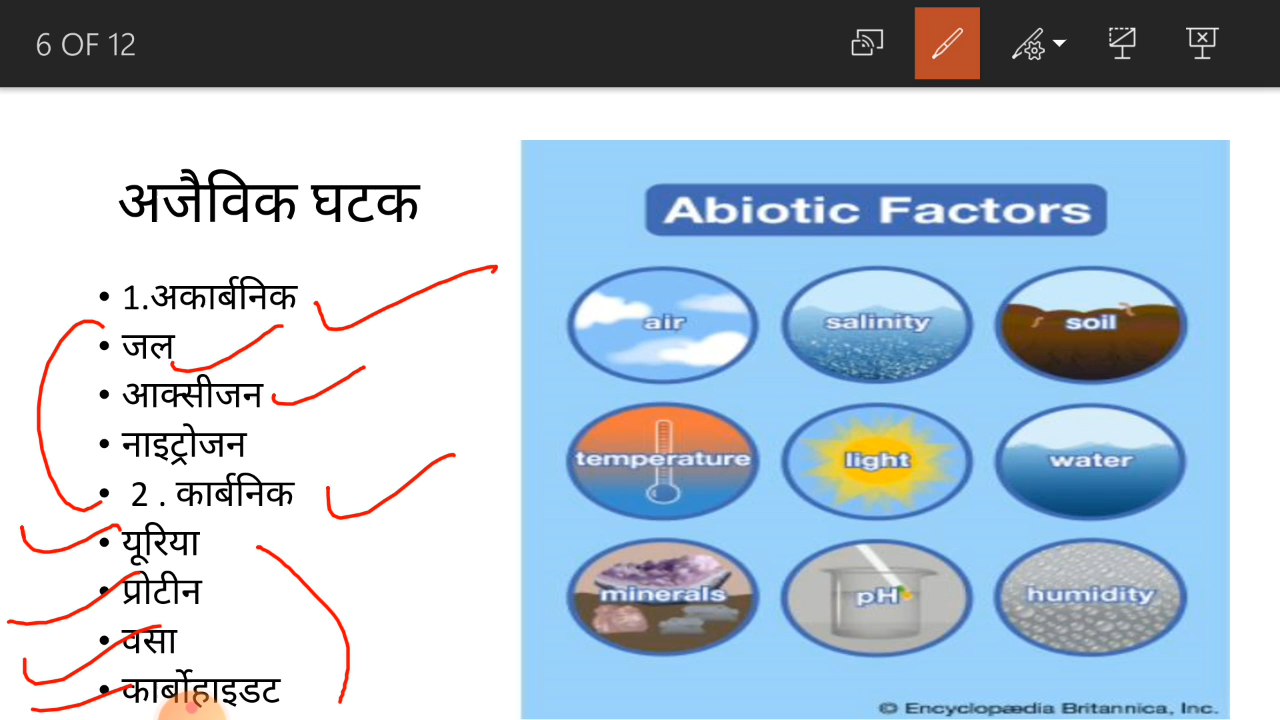 6 OF 12
अजैविक घटक
• 1.अकार्बनिक
• जल
• आक्सीजन
• नाइट्रोजन
• 2 . कार्बनिक
• यूरिया
• प्रोटीन
• वसा
• कार्बोहाइडट
Abiotic Factors
air salinity soil
temperature light water
minerals pH humidity
© Encyclopædia Britannica, Inc.